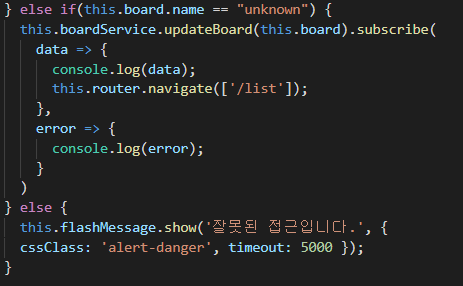 } else if(this.board.name == "unknown") {
this.boardService.updateBoard(this.board).subscribe(
data => {
console.log(data);
this.router.navigate(['/list']);
},
error => {
console.log(error);
}
)
} else {
this.flashMessage.show('잘못된 접근입니다.', {
cssClass: 'alert-danger', timeout: 5000 });
}